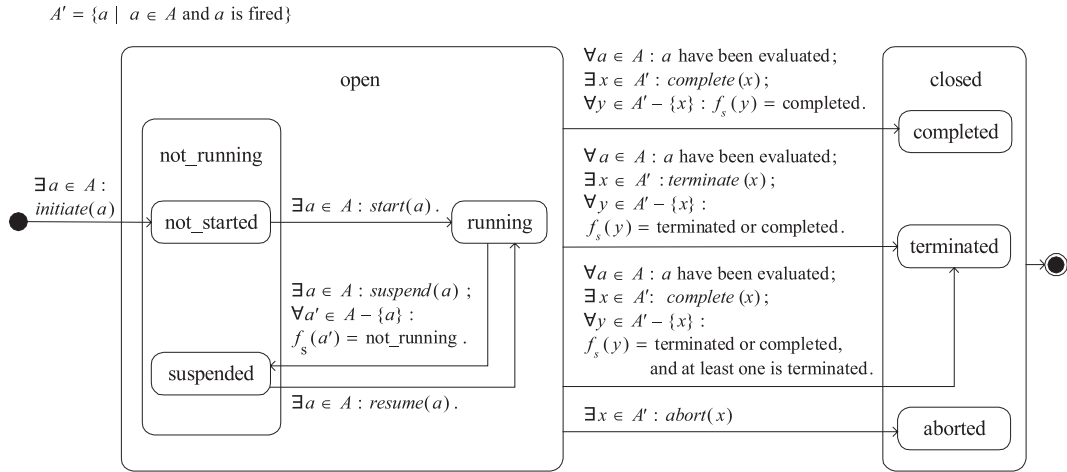 A′ = {a | a ∈ A and a is fired}
open
not_running
∃ a ∈ A :
initiate(a)
not_started
∃ a ∈ A : start(a) .
running
∃ a ∈ A : suspend(a) ;
∀a′ ∈ A – {a} :
f_s(a′) = not_running .
suspended
∃ a ∈ A : resume(a) .
∀ a ∈ A : a have been evaluated;
∃ x ∈ A′ : complete(x) ;
∀ y ∈ A′ – {x} : f_s(y) = completed.
∀ a ∈ A : a have been evaluated;
∃ x ∈ A′ : terminate(x) ;
∀ y ∈ A′ – {x} :
f_s(y) = terminated or completed.
∀ a ∈ A : a have been evaluated;
∃ x ∈ A′: complete(x) ;
∀ y ∈ A′ – {x} :
f_s(y) = terminated or completed,
and at least one is terminated.
∃ x ∈ A′ : abort(x)
closed
completed
terminated
aborted